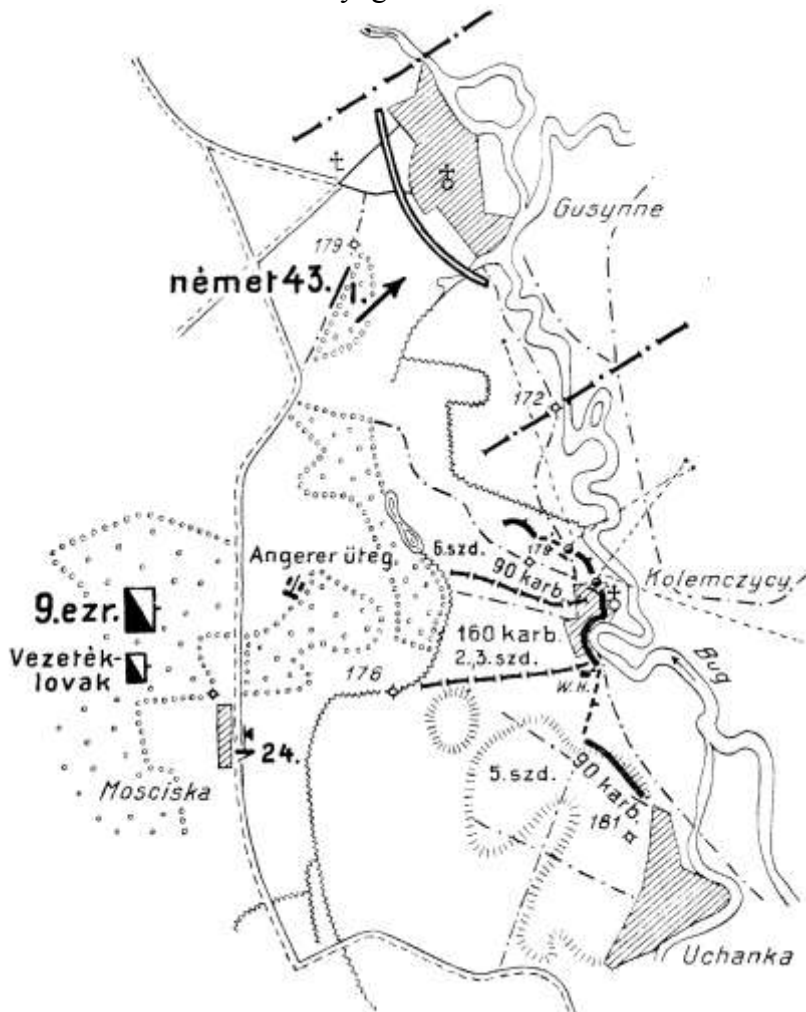 Gusynne
179
német 43.
I.
172
Angerer üteg
6.szd.
179
90 karb.
Kolemczycy
9.ezr.
Vezeték-
lovak
160 karb.
2.,3.szd.
176
W.H.
Bug
24.
Mosciska
5.szd.
90 karb.
181
Uchanka